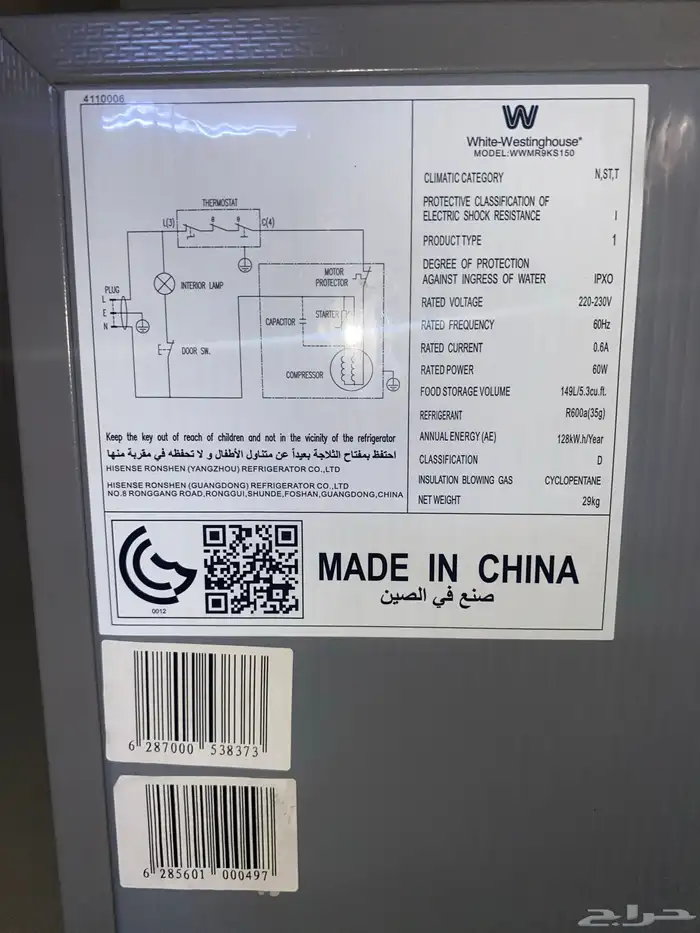 4110006
THERMOSTAT
L(3)
C(4)
MOTOR
PROTECTOR
INTERIOR LAMP
PLUG
L
E
N
CAPACITOR
STARTER
DOOR SW.
COMPRESSOR
Keep the key out of reach of children and not in the vicinity of the refrigerator
احتفظ بمفتاح الثلاجة بعيداً عن متناول الأطفال و لا تحفظه في مقربة منها
HISENSE RONSHEN (YANGZHOU) REFRIGERATOR CO.,LTD
HISENSE RONSHEN (GUANGDONG) REFRIGERATOR CO.,LTD
NO.8 RONGGANG ROAD,RONGGUI,SHUNDE,FOSHAN,GUANGDONG,CHINA
W
White-Westinghouse®
MODEL:WWMR9KS150
CLIMATIC CATEGORY N,ST,T
PROTECTIVE CLASSIFICATION OF
ELECTRIC SHOCK RESISTANCE I
PRODUCT TYPE 1
DEGREE OF PROTECTION
AGAINST INGRESS OF WATER IPXO
RATED VOLTAGE 220-230V
RATED FREQUENCY 60Hz
RATED CURRENT 0.6A
RATED POWER 60W
FOOD STORAGE VOLUME 149L/5.3cu.ft.
REFRIGERANT R600a(35g)
ANNUAL ENERGY(AE) 128kW.h/Year
CLASSIFICATION D
INSULATION BLOWING GAS CYCLOPENTANE
NET WEIGHT 29kg
0012
MADE IN CHINA
صنع في الصين
6 287000 538373
6 285601 000497
حراج